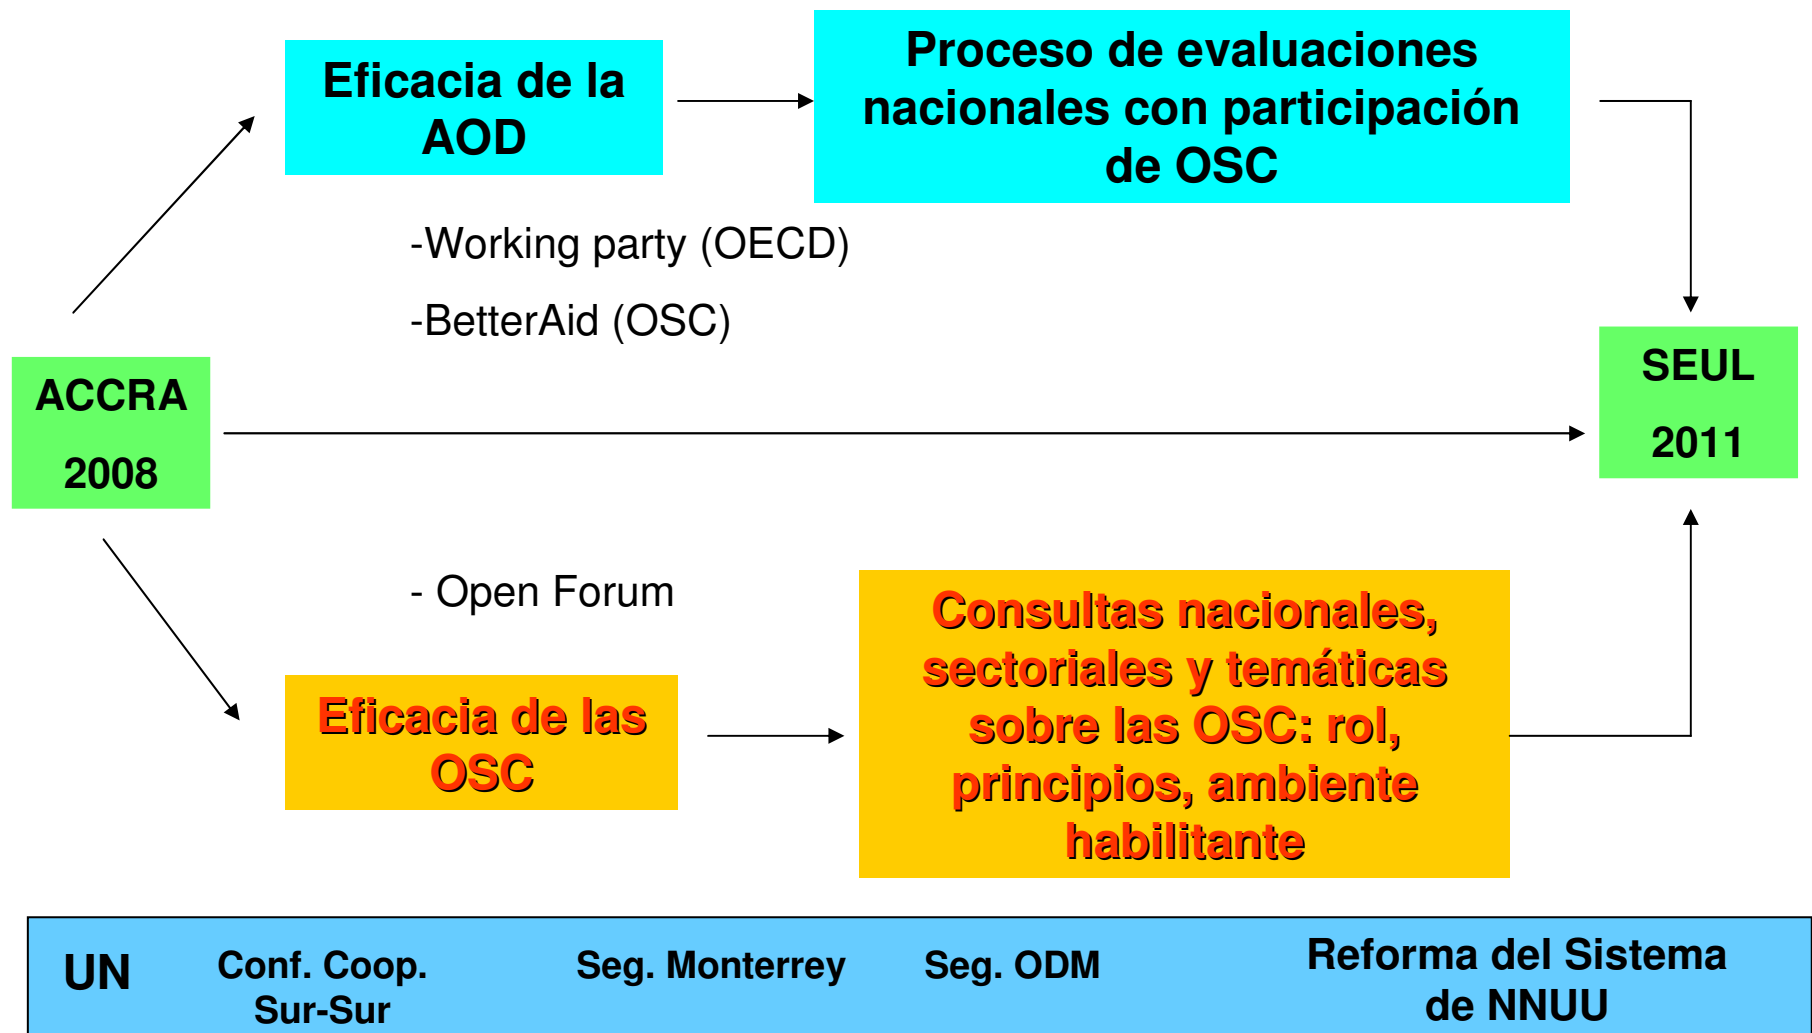 Eficacia de la
AOD
Proceso de evaluaciones
nacionales con participación
de OSC
-Working party (OECD)
-BetterAid (OSC)
ACCRA
2008
SEUL
2011
- Open Forum
Eficacia de las
OSC
Consultas nacionales,
sectoriales y temáticas
sobre las OSC: rol,
principios, ambiente
habilitante
UN
Conf. Coop.
Sur-Sur
Seg. Monterrey
Seg. ODM
Reforma del Sistema
de NNUU